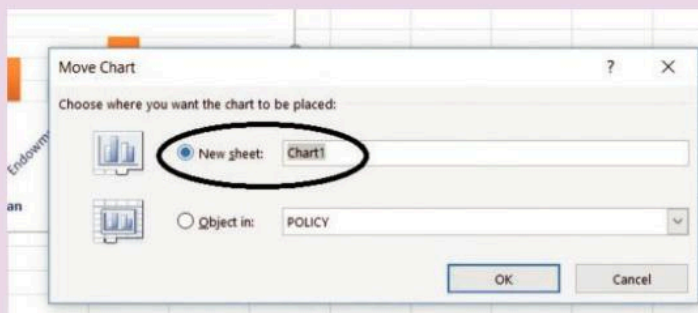 Move Chart ? X
Choose where you want the chart to be placed:
New sheet: Chart1
Endowm
an
Object in: POLICY
OK Cancel